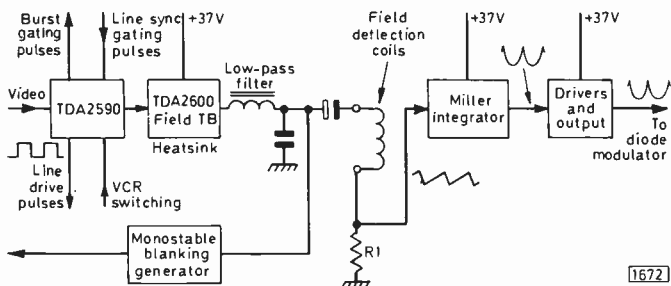 Burst gating pulses
Line sync gating pulses
+37V
Field deflection coils
+37V
+37V
Low-pass filter
Video
TDA2590
TDA2600 Field TB
Heatsink
Miller integrator
Drivers and output
To diode modulator
Line drive pulses
VCR switching
Monostable blanking generator
R1
1672